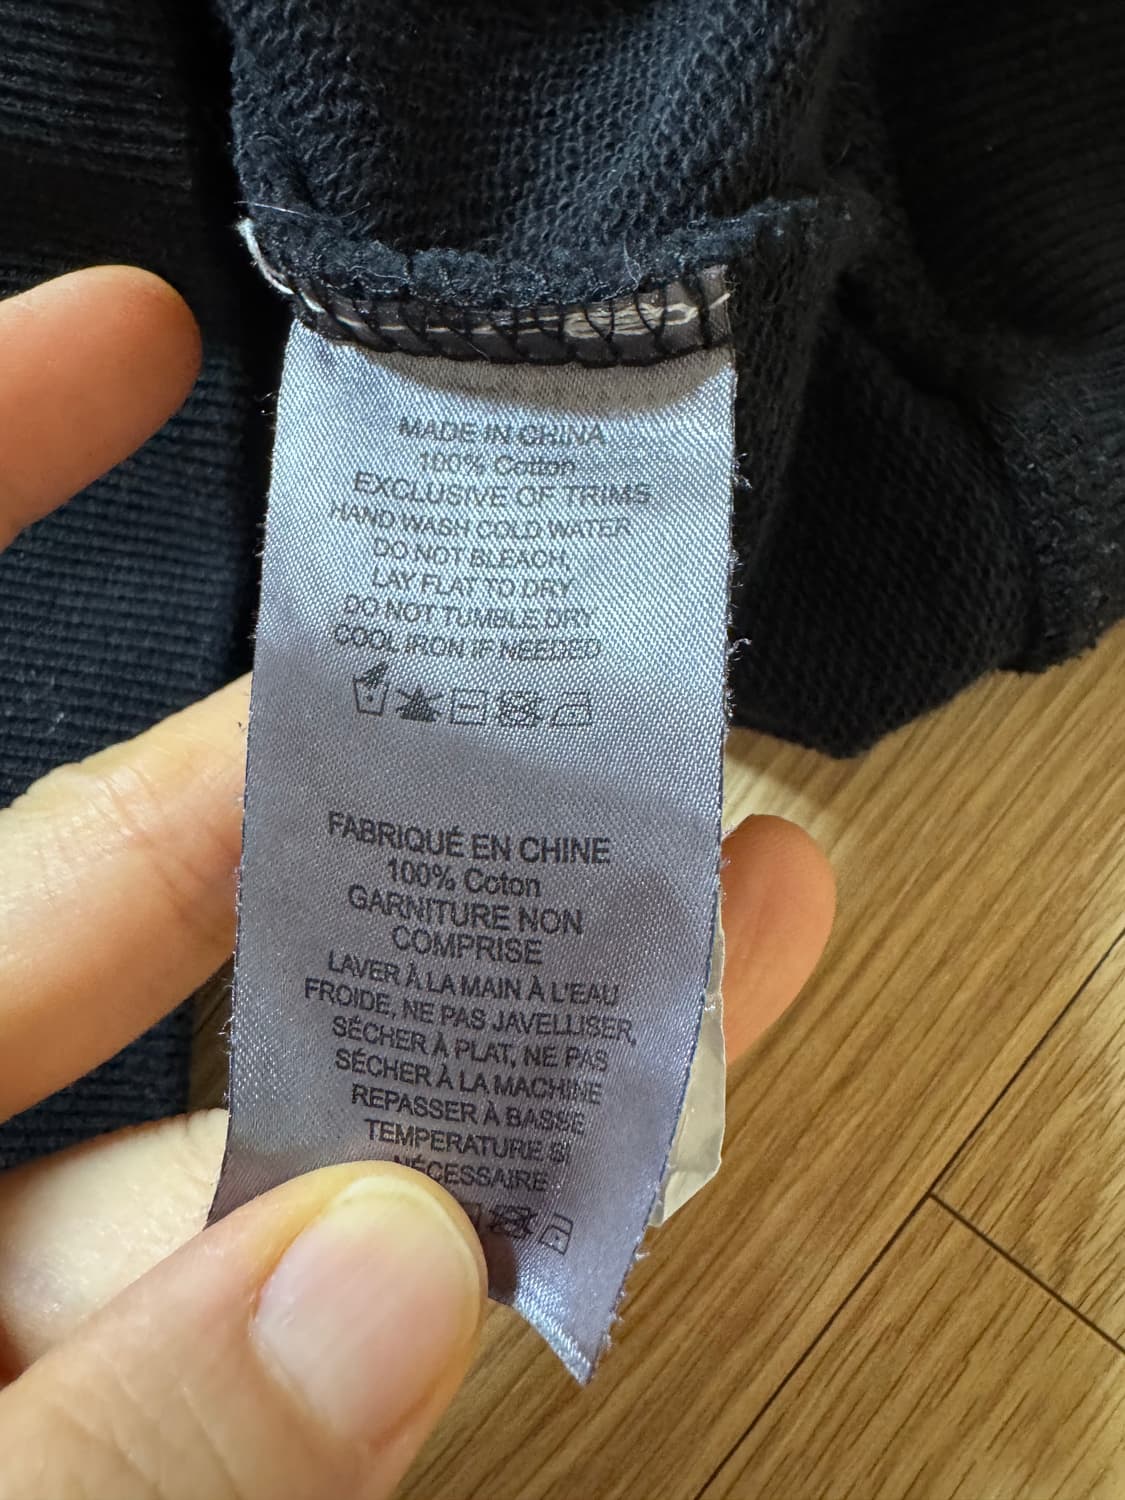 MADE IN CHINA
100% Cotton
EXCLUSIVE OF TRIMS
HAND WASH COLD WATER
DO NOT BLEACH,
LAY FLAT TO DRY
DO NOT TUMBLE DRY
COOL IRON IF NEEDED
FABRIQUÉ EN CHINE
100% Coton
GARNITURE NON
COMPRISE
LAVER À LA MAIN À L'EAU
FROIDE, NE PAS JAVELLISER,
SÉCHER À PLAT, NE PAS
SÉCHER À LA MACHINE
REPASSER À BASSE
TEMPERATURE SI
NÉCESSAIRE